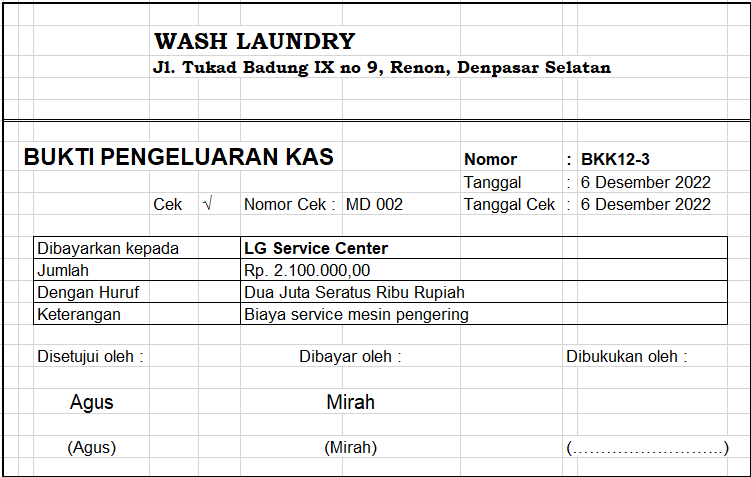 WASH LAUNDRY
Jl. Tukad Badung IX no 9, Renon, Denpasar Selatan
BUKTI PENGELUARAN KAS Nomor : BKK12-3
Tanggal : 6 Desember 2022
Cek √ Nomor Cek : MD 002 Tanggal Cek : 6 Desember 2022
Dibayarkan kepada LG Service Center
Jumlah Rp. 2.100.000,00
Dengan Huruf Dua Juta Seratus Ribu Rupiah
Keterangan Biaya service mesin pengering
Disetujui oleh : Dibayar oleh : Dibukukan oleh :
Agus Mirah
(Agus) (Mirah) (……………………...)